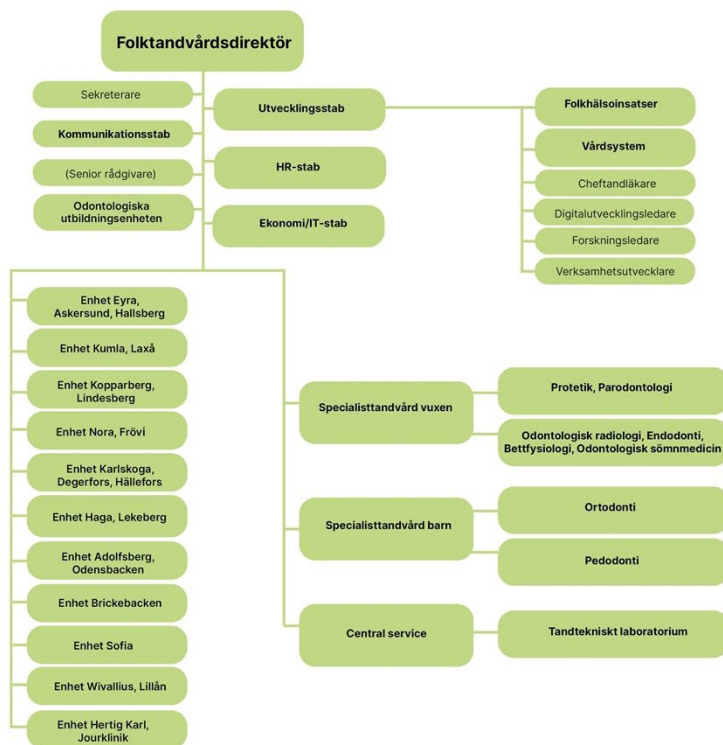 Folktandvårdsdirektör
Sekreterare
Kommunikationsstab
(Senior rådgivare)
Odontologiska
utbildningsenheten
Utvecklingsstab
HR-stab
Ekonomi/IT-stab
Folkhälsoinsatser
Vårdsystem
Cheftandläkare
Digitalutvecklingsledare
Forskningsledare
Verksamhetsutvecklare
Enhet Eyra,
Askersund, Hallsberg
Enhet Kumla, Laxå
Enhet Kopparberg,
Lindesberg
Enhet Nora, Frövi
Enhet Karlskoga,
Degerfors, Hällefors
Enhet Haga, Lekeberg
Enhet Adolfsberg,
Odensbacken
Enhet Brickebacken
Enhet Sofia
Enhet Wivallius, Lillån
Enhet Hertig Karl,
Jourklinik
Specialisttandvård vuxen
Protetik, Parodontologi
Odontologisk radiologi, Endodonti,
Bettfysiologi, Odontologisk sömnmedicin
Specialisttandvård barn
Ortodonti
Pedodonti
Central service
Tandtekniskt laboratorium